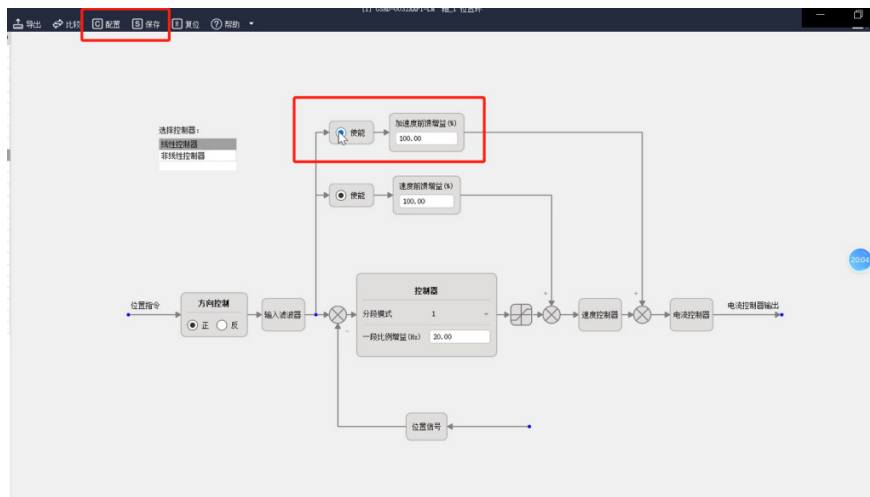 导出 比较 C 配置 S 保存 R 复位 ? 帮助
选择控制器:
线性控制器
非线性控制器
使能
加速度前馈增益(%)
100.00
使能
速度前馈增益(%)
100.00
位置指令
方向控制
正 反
输入滤波器
控制器
分段模式 1
一段比例增益(Hz) 20.00
速度控制器
电流控制器
电流控制器输出
位置信号
20:04